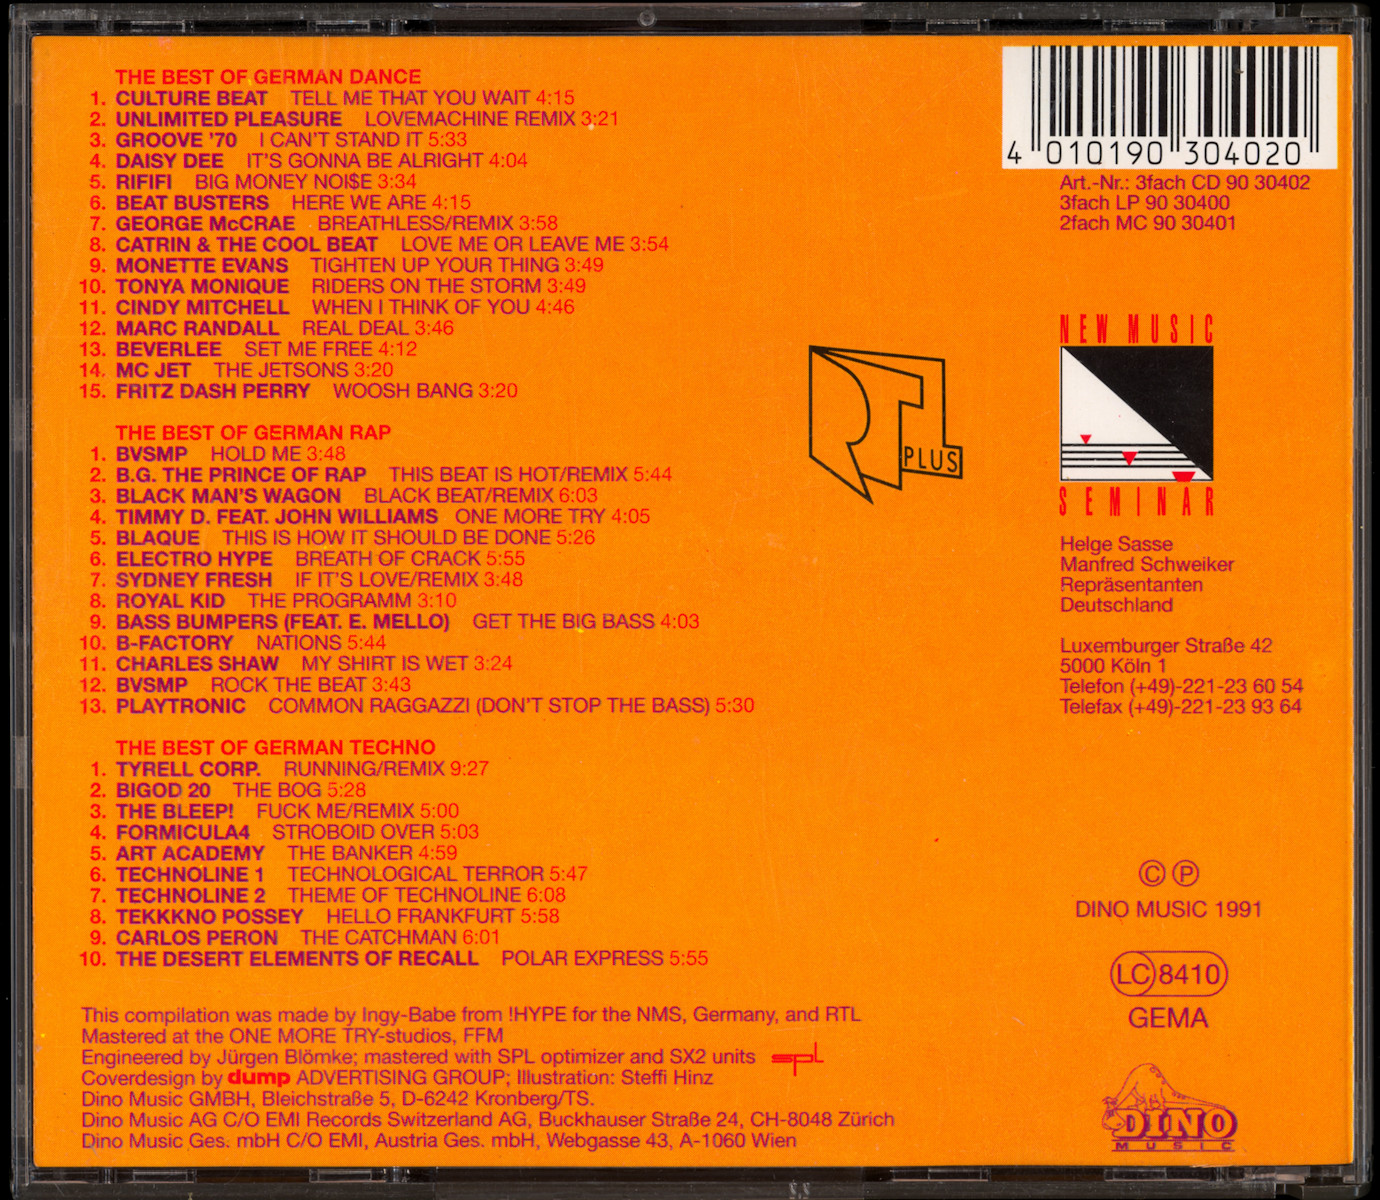 THE BEST OF GERMAN DANCE
1. CULTURE BEAT TELL ME THAT YOU WAIT 4:15
2. UNLIMITED PLEASURE LOVEMACHINE REMIX 3:21
3. GROOVE '70 I CAN'T STAND IT 5:33
4. DAISY DEE IT'S GONNA BE ALRIGHT 4:04
5. RIFIFI BIG MONEY NOI$E 3:34
6. BEAT BUSTERS HERE WE ARE 4:15
7. GEORGE McCRAE BREATHLESS/REMIX 3:58
8. CATRIN & THE COOL BEAT LOVE ME OR LEAVE ME 3:54
9. MONETTE EVANS TIGHTEN UP YOUR THING 3:49
10. TONYA MONIQUE RIDERS ON THE STORM 3:49
11. CINDY MITCHELL WHEN I THINK OF YOU 4:46
12. MARC RANDALL REAL DEAL 3:46
13. BEVERLEE SET ME FREE 4:12
14. MC JET THE JETSONS 3:20
15. FRITZ DASH PERRY WOOSH BANG 3:20
THE BEST OF GERMAN RAP
1. BVSMP HOLD ME 3:48
2. B.G. THE PRINCE OF RAP THIS BEAT IS HOT/REMIX 5:44
3. BLACK MAN'S WAGON BLACK BEAT/REMIX 6:03
4. TIMMY D. FEAT. JOHN WILLIAMS ONE MORE TRY 4:05
5. BLAQUE THIS IS HOW IT SHOULD BE DONE 5:26
6. ELECTRO HYPE BREATH OF CRACK 5:55
7. SYDNEY FRESH IF IT'S LOVE/REMIX 3:48
8. ROYAL KID THE PROGRAMM 3:10
9. BASS BUMPERS (FEAT. E. MELLO) GET THE BIG BASS 4:03
10. B-FACTORY NATIONS 5:44
11. CHARLES SHAW MY SHIRT IS WET 3:24
12. BVSMP ROCK THE BEAT 3:43
13. PLAYTRONIC COMMON RAGGAZZI (DON'T STOP THE BASS) 5:30
THE BEST OF GERMAN TECHNO
1. TYRELL CORP. RUNNING/REMIX 9:27
2. BIGOD 20 THE BOG 5:28
3. THE BLEEP! FUCK ME/REMIX 5:00
4. FORMICULA4 STROBOID OVER 5:03
5. ART ACADEMY THE BANKER 4:59
6. TECHNOLINE 1 TECHNOLOGICAL TERROR 5:47
7. TECHNOLINE 2 THEME OF TECHNOLINE 6:08
8. TEKKKNO POSSEY HELLO FRANKFURT 5:58
9. CARLOS PERON THE CATCHMAN 6:01
10. THE DESERT ELEMENTS OF RECALL POLAR EXPRESS 5:55
This compilation was made by Ingy-Babe from !HYPE for the NMS, Germany, and RTL
Mastered at the ONE MORE TRY-studios, FFM
Engineered by Jürgen Blömke; mastered with SPL optimizer and SX2 units spl
Coverdesign by dump ADVERTISING GROUP; Illustration: Steffi Hinz
Dino Music GMBH, Bleichstraße 5, D-6242 Kronberg/TS.
Dino Music AG C/O EMI Records Switzerland AG, Buckhauser Straße 24, CH-8048 Zürich
Dino Music Ges. mbH C/O EMI, Austria Ges. mbH, Webgasse 43, A-1060 Wien
RTL
PLUS
4 010190 304020
Art.-Nr.: 3fach CD 90 30402
3fach LP 90 30400
2fach MC 90 30401
NEW MUSIC
SEMINAR
Helge Sasse
Manfred Schweiker
Repräsentanten
Deutschland
Luxemburger Straße 42
5000 Köln 1
Telefon (+49)-221-23 60 54
Telefax (+49)-221-23 93 64
© ℗
DINO MUSIC 1991
LC 8410
GEMA
DINO
MUSIC